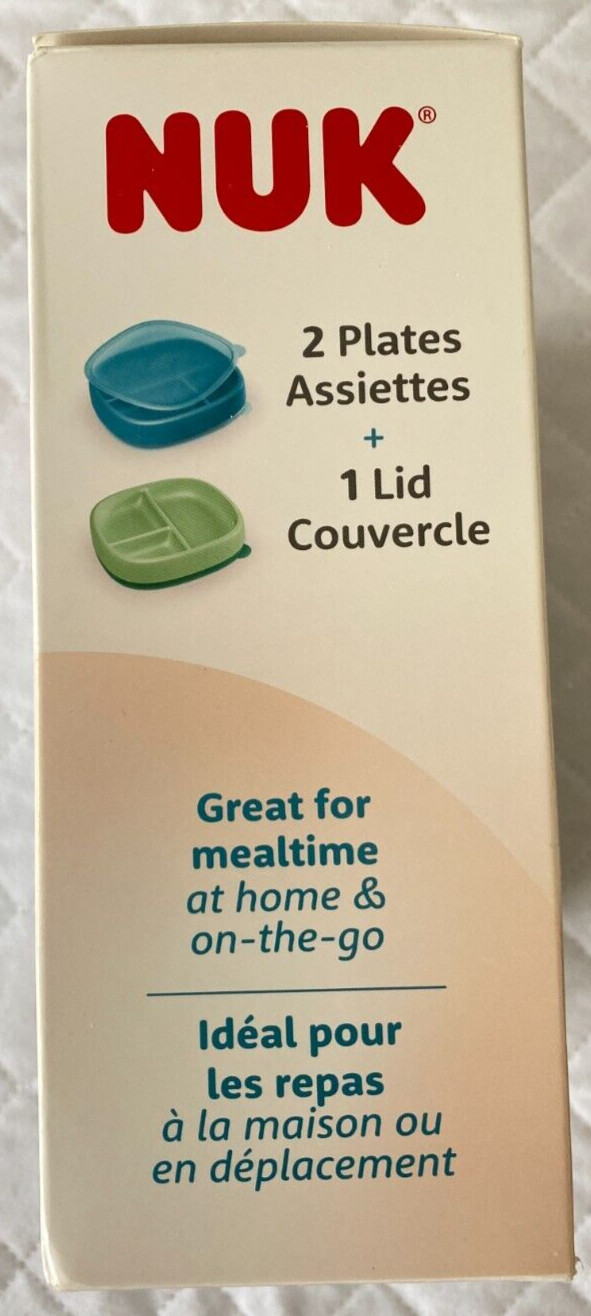 NUK®
2 Plates
Assiettes
+
1 Lid
Couvercle
Great for
mealtime
at home &
on-the-go
Idéal pour
les repas
à la maison ou
en déplacement